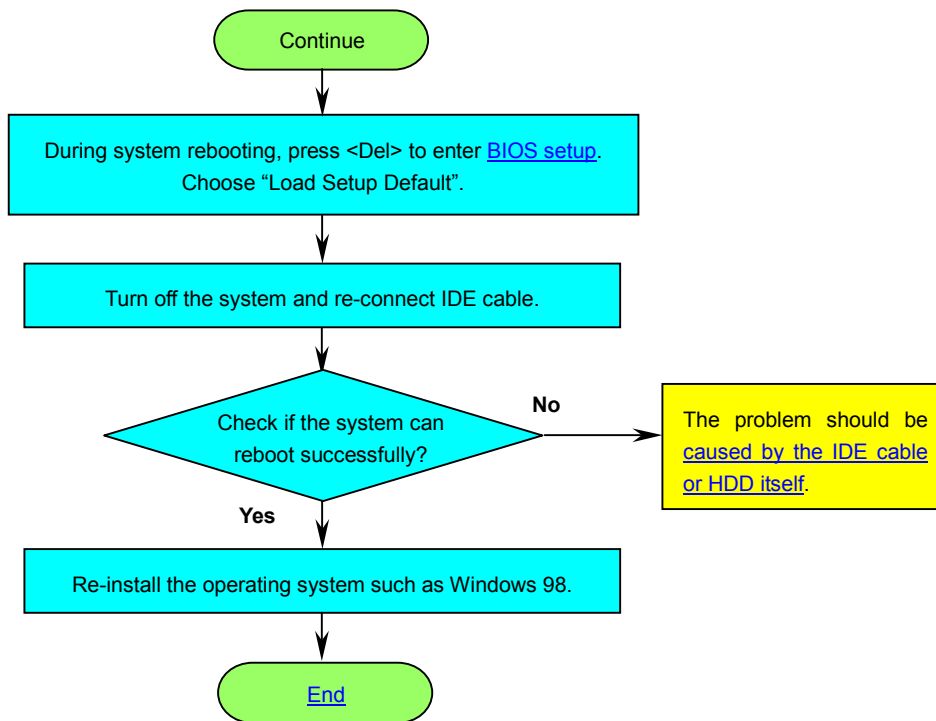 Continue
During system rebooting, press <Del> to enter BIOS setup.
Choose “Load Setup Default”.
Turn off the system and re-connect IDE cable.
Check if the system can
reboot successfully?
No
The problem should be
caused by the IDE cable
or HDD itself.
Yes
Re-install the operating system such as Windows 98.
End